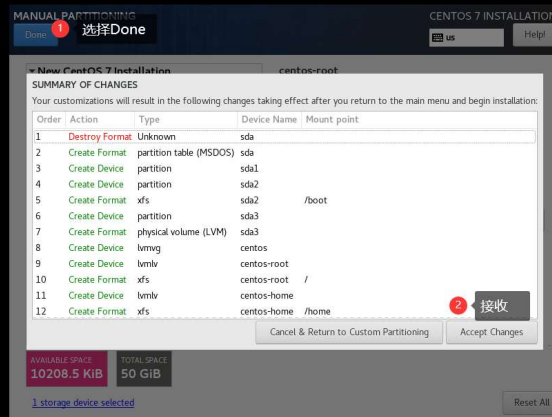 MANUAL PARTITIONING
CENTOS 7 INSTALLATION
Done
1
选择Done
us
Help!
New CentOS 7 Installation
centos-root
SUMMARY OF CHANGES
Your customizations will result in the following changes taking effect after you return to the main menu and begin installation:
Order Action Type Device Name Mount point
1 Destroy Format Unknown sda
2 Create Format partition table (MSDOS) sda
3 Create Device partition sda1
4 Create Device partition sda2
5 Create Format xfs sda2 /boot
6 Create Device partition sda3
7 Create Format physical volume (LVM) sda3
8 Create Device lvmvg centos
9 Create Device lvmlv centos-root
10 Create Format xfs centos-root /
11 Create Device lvmlv centos-home
12 Create Format xfs centos-home /home
2
接收
Cancel & Return to Custom Partitioning
Accept Changes
AVAILABLE SPACE
10208.5 KiB
TOTAL SPACE
50 GiB
1 storage device selected
Reset All